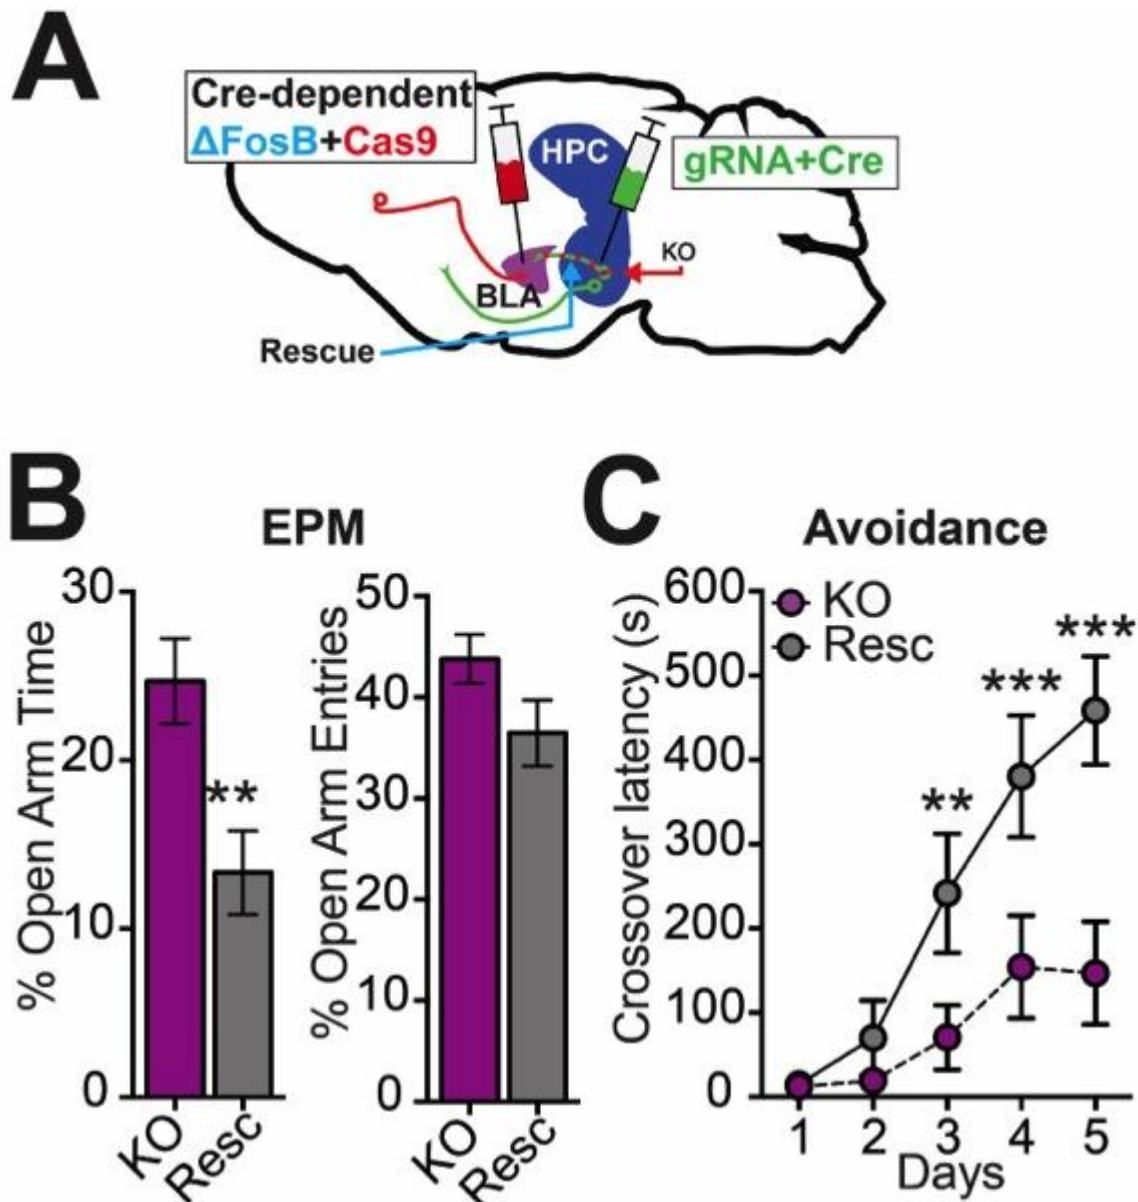 A
Cre-dependent
ΔFosB+Cas9
HPC
gRNA+Cre
KO
BLA
Rescue
B
EPM
% Open Arm Time
30
20
10
0
**
KO
Resc
% Open Arm Entries
50
40
30
20
10
0
KO
Resc
C
Avoidance
Crossover latency (s)
600
500
400
300
200
100
0
KO
Resc
**
***
***
1 2 3 4 5
Days